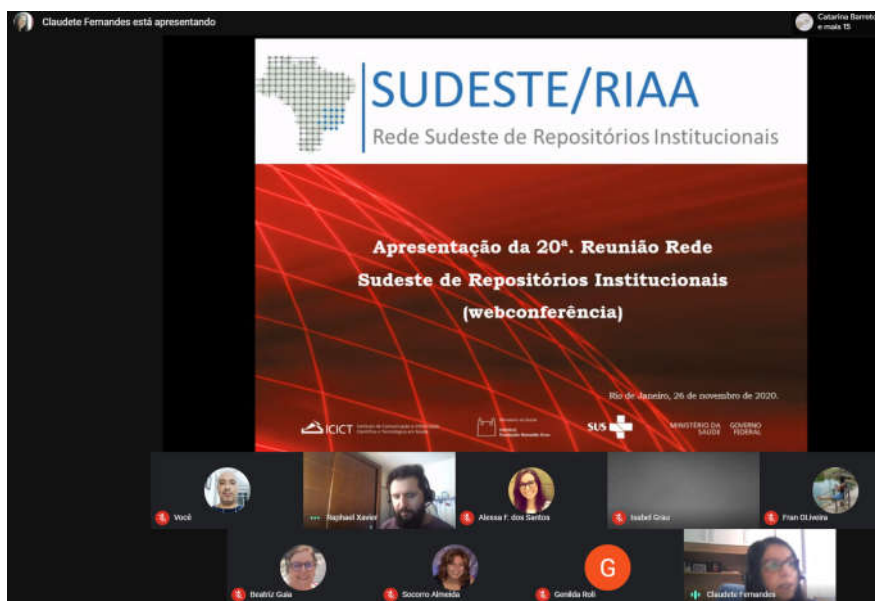 Claudete Fernandes está apresentando
Catarina Barreto
e mais 15
SUDESTE/RIAA
Rede Sudeste de Repositórios Institucionais
Apresentação da 20ª. Reunião Rede
Sudeste de Repositórios Institucionais
(webconferência)
Rio de Janeiro, 26 de novembro de 2020.
ICICT
SUS
MINISTÉRIO DA SAÚDE
GOVERNO FEDERAL
Você
Raphael Xavier
Alessa F. dos Santos
Isabel Grau
Fran OLiveira
Beatriz Guia
Socorro Almeida
G
Genilda Roli
Claudete Fernandes